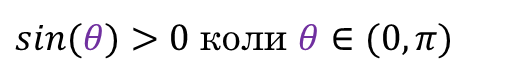 sin(θ) > 0 коли θ ∈ (0, π)